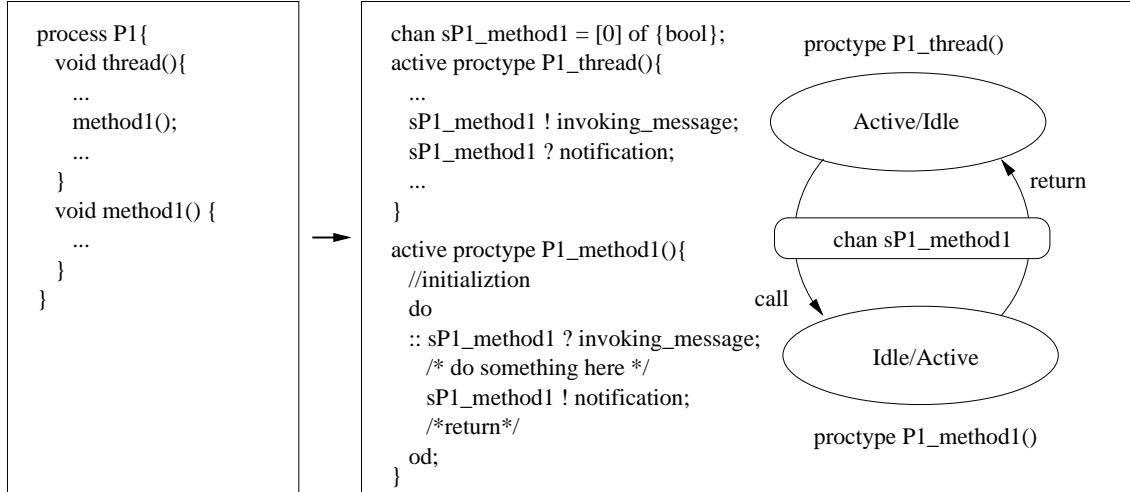 process P1{
void thread(){
...
method1();
...
}
void method1() {
...
}
}
chan sP1_method1 = [0] of {bool};
active proctype P1_thread(){
...
sP1_method1 ! invoking_message;
sP1_method1 ? notification;
...
}
active proctype P1_method1(){
//initializtion
do
:: sP1_method1 ? invoking_message;
/* do something here */
sP1_method1 ! notification;
/*return*/
od;
}
proctype P1_thread()
Active/Idle
return
chan sP1_method1
call
Idle/Active
proctype P1_method1()